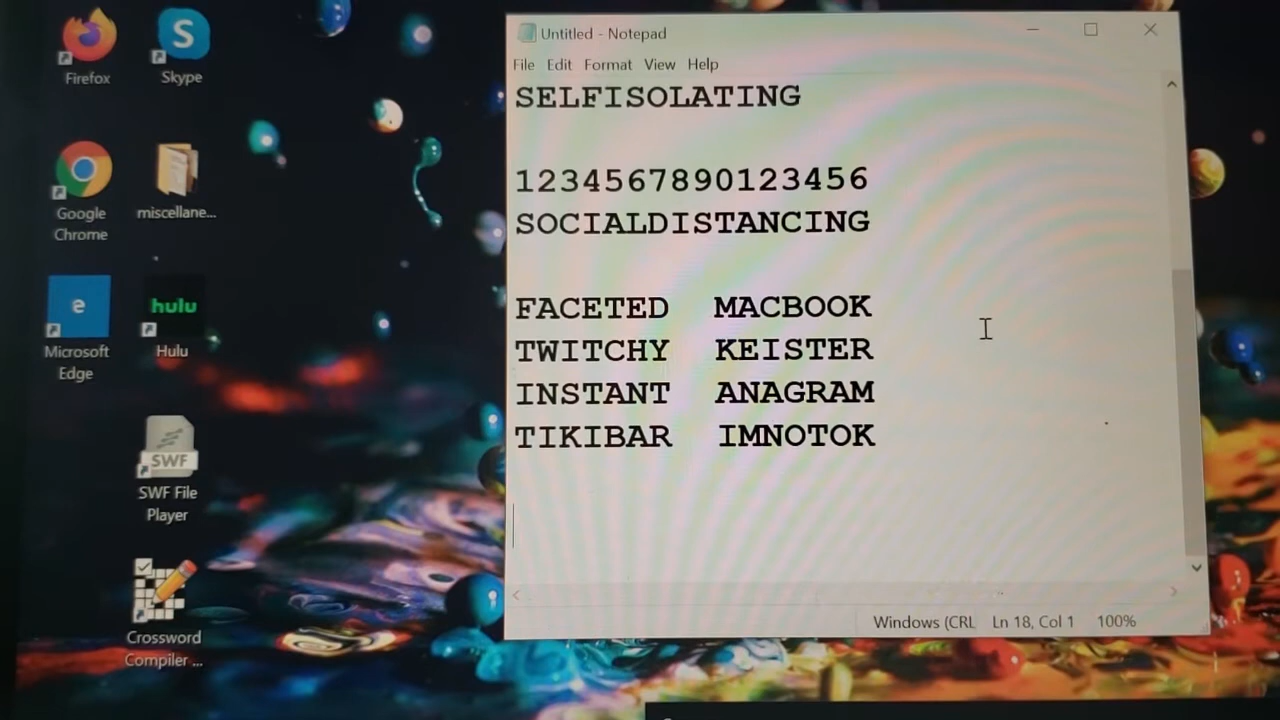 Firefox
Skype
Google
Chrome
miscellane...
Microsoft
Edge
hulu
Hulu
SWF
SWF File
Player
Crossword
Compiler ...
Untitled - Notepad
File Edit Format View Help
SELFISOLATING
1234567890123456
SOCIALDISTANCING
FACETED MACBOOK
TWITCHY KEISTER
INSTANT ANAGRAM
TIKIBAR IMNOTOK
Windows (CRL Ln 18, Col 1 100%